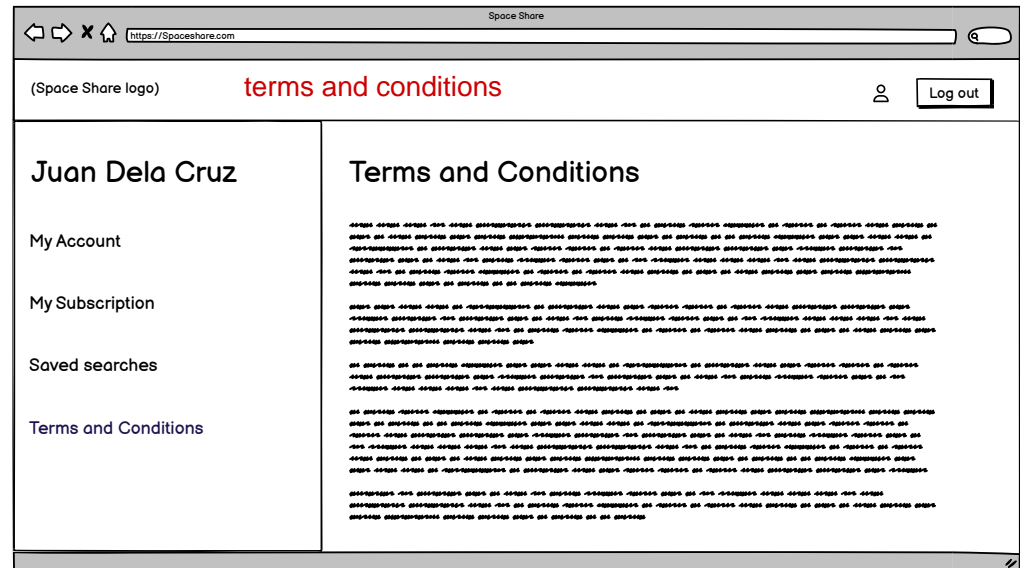 Space Share
https://Spaceshare.com
(Space Share logo)
terms and conditions
Log out
Juan Dela Cruz
My Account
My Subscription
Saved searches
Terms and Conditions
Terms and Conditions